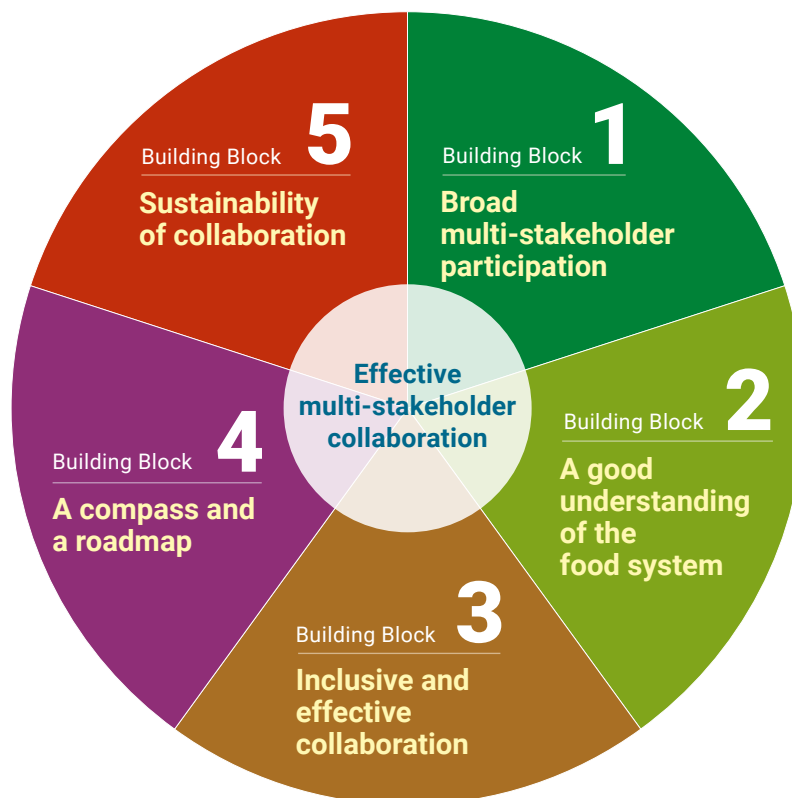 Building Block 1
Broad
multi-stakeholder
participation
Building Block 2
A good
understanding
of the
food system
Building Block 3
Inclusive and
effective
collaboration
Building Block 4
A compass and
a roadmap
Building Block 5
Sustainability
of collaboration
Effective
multi-stakeholder
collaboration